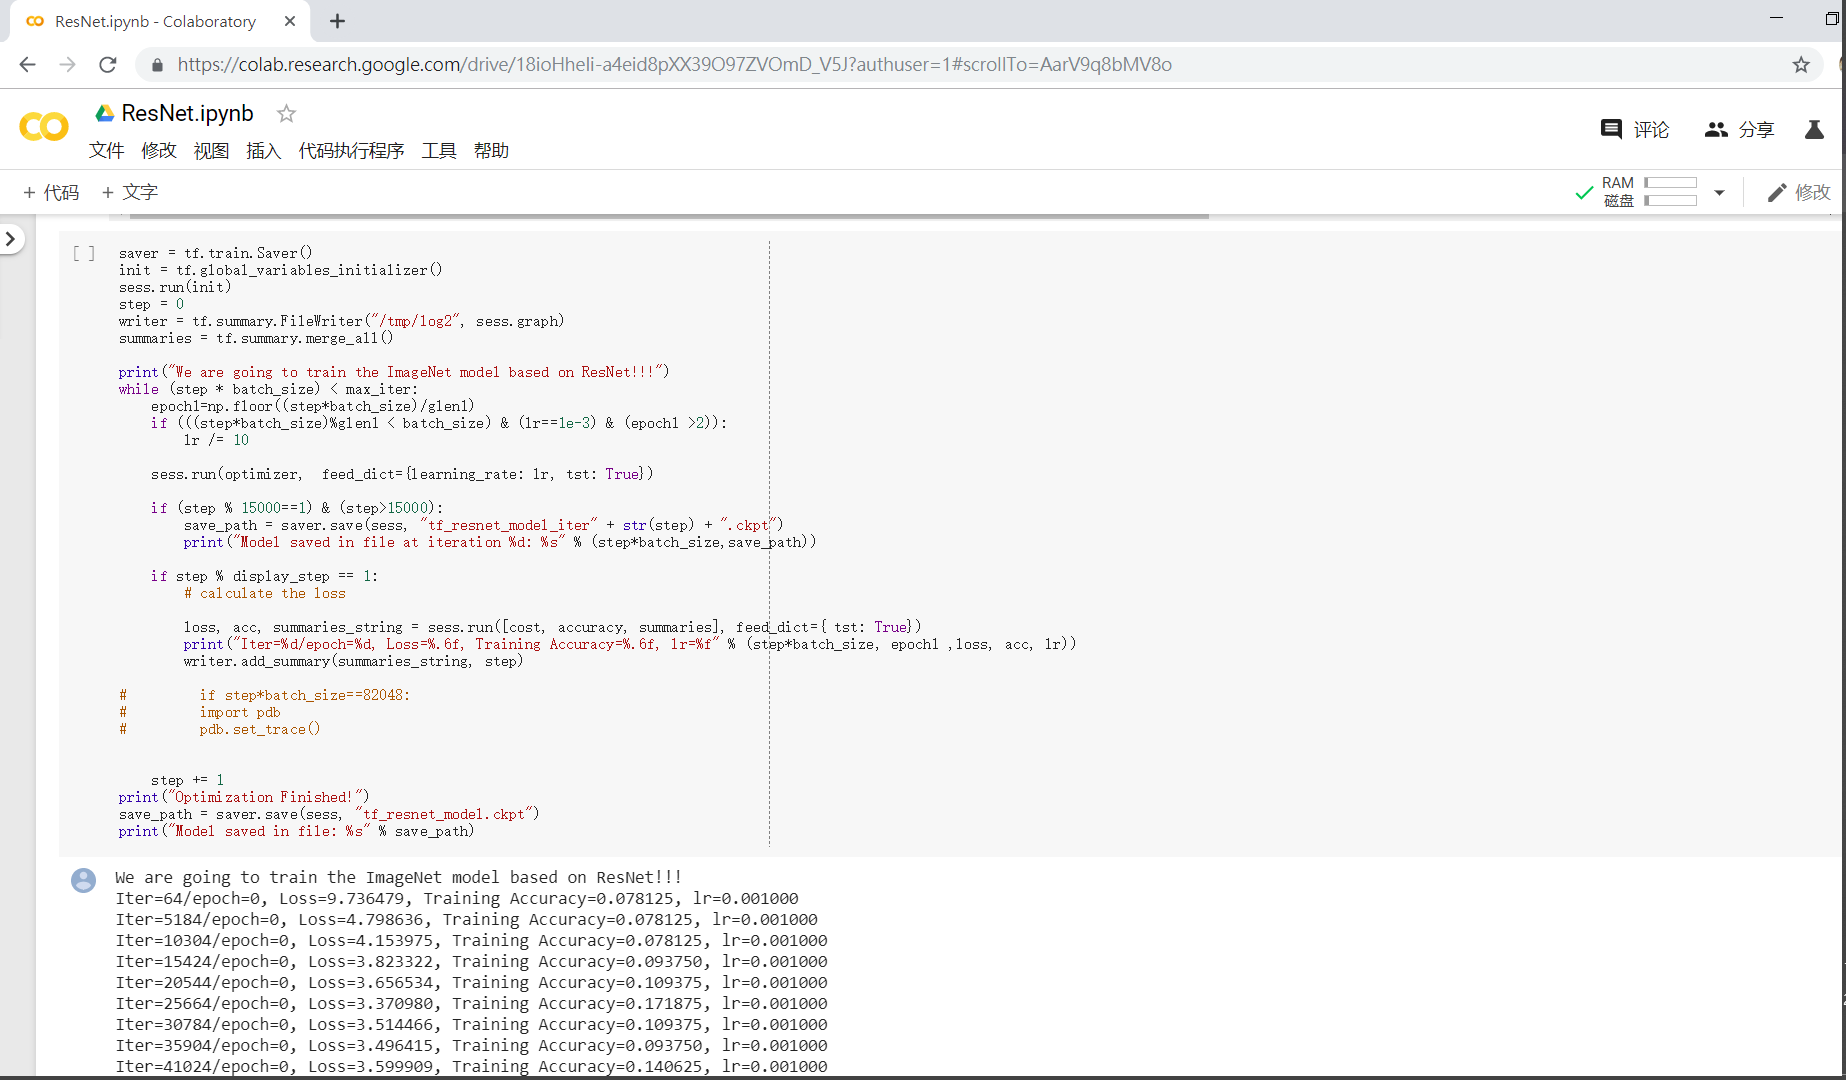 ResNet.ipynb - Colaboratory
https://colab.research.google.com/drive/18ioHheli-a4eid8pXX39O97ZVOmD_V5J?authuser=1#scrollTo=AarV9q8bMV8o
ResNet.ipynb
评论
分享
文件 修改 视图 插入 代码执行程序 工具 帮助
+ 代码 + 文字
RAM
磁盘
修改
[ ]
saver = tf.train.Saver()
init = tf.global_variables_initializer()
sess.run(init)
step = 0
writer = tf.summary.FileWriter("/tmp/log2", sess.graph)
summaries = tf.summary.merge_all()
print("We are going to train the ImageNet model based on ResNet!!!")
while (step * batch_size) < max_iter:
    epoch1=np.floor((step*batch_size)/glen1)
    if (((step*batch_size)%glen1 < batch_size) & (lr==1e-3) & (epoch1 >2)):
        lr /= 10
    sess.run(optimizer,  feed_dict={learning_rate: lr, tst: True})
    if (step % 15000==1) & (step>15000):
        save_path = saver.save(sess, "tf_resnet_model_iter" + str(step) + ".ckpt")
        print("Model saved in file at iteration %d: %s" % (step*batch_size,save_path))
    if step % display_step == 1:
        # calculate the loss
        loss, acc, summaries_string = sess.run([cost, accuracy, summaries], feed_dict={ tst: True})
        print("Iter=%d/epoch=%d, Loss=%.6f, Training Accuracy=%.6f, lr=%f" % (step*batch_size, epoch1 ,loss, acc, lr))
        writer.add_summary(summaries_string, step)
#         if step*batch_size==82048:
#         import pdb
#         pdb.set_trace()
    step += 1
print("Optimization Finished!")
save_path = saver.save(sess, "tf_resnet_model.ckpt")
print("Model saved in file: %s" % save_path)
We are going to train the ImageNet model based on ResNet!!!
Iter=64/epoch=0, Loss=9.736479, Training Accuracy=0.078125, lr=0.001000
Iter=5184/epoch=0, Loss=4.798636, Training Accuracy=0.078125, lr=0.001000
Iter=10304/epoch=0, Loss=4.153975, Training Accuracy=0.078125, lr=0.001000
Iter=15424/epoch=0, Loss=3.823322, Training Accuracy=0.093750, lr=0.001000
Iter=20544/epoch=0, Loss=3.656534, Training Accuracy=0.109375, lr=0.001000
Iter=25664/epoch=0, Loss=3.370980, Training Accuracy=0.171875, lr=0.001000
Iter=30784/epoch=0, Loss=3.514466, Training Accuracy=0.109375, lr=0.001000
Iter=35904/epoch=0, Loss=3.496415, Training Accuracy=0.093750, lr=0.001000
Iter=41024/epoch=0, Loss=3.599909, Training Accuracy=0.140625, lr=0.001000